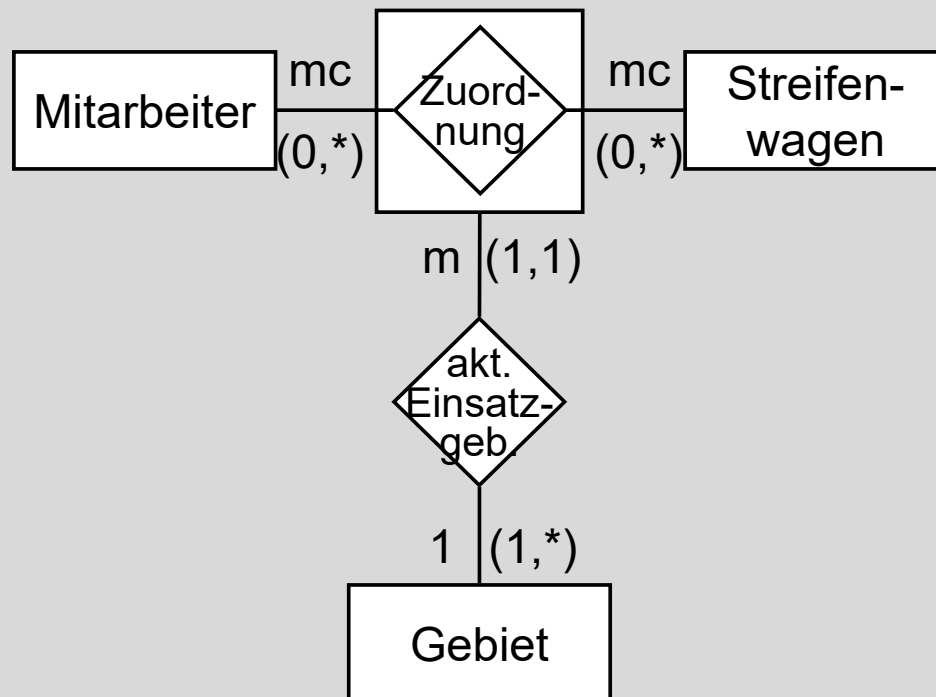 Mitarbeiter
mc
(0,*)
Zuord-
nung
mc
(0,*)
Streifen-
wagen
m (1,1)
akt.
Einsatz-
geb.
1 (1,*)
Gebiet